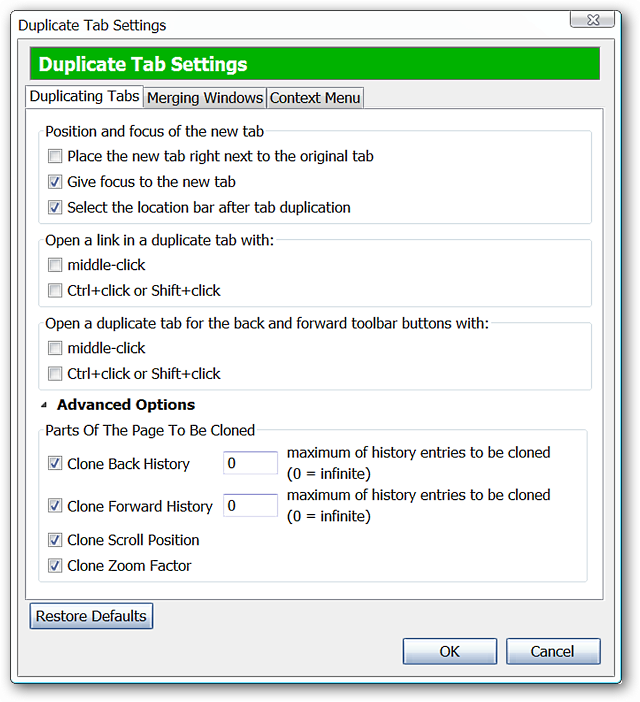 Duplicate Tab Settings
Duplicate Tab Settings
Duplicating Tabs
Merging Windows
Context Menu
Position and focus of the new tab
Place the new tab right next to the original tab
Give focus to the new tab
Select the location bar after tab duplication
Open a link in a duplicate tab with:
middle-click
Ctrl+click or Shift+click
Open a duplicate tab for the back and forward toolbar buttons with:
middle-click
Ctrl+click or Shift+click
Advanced Options
Parts Of The Page To Be Cloned
Clone Back History 0 maximum of history entries to be cloned
(0 = infinite)
Clone Forward History 0 maximum of history entries to be cloned
(0 = infinite)
Clone Scroll Position
Clone Zoom Factor
Restore Defaults
OK
Cancel